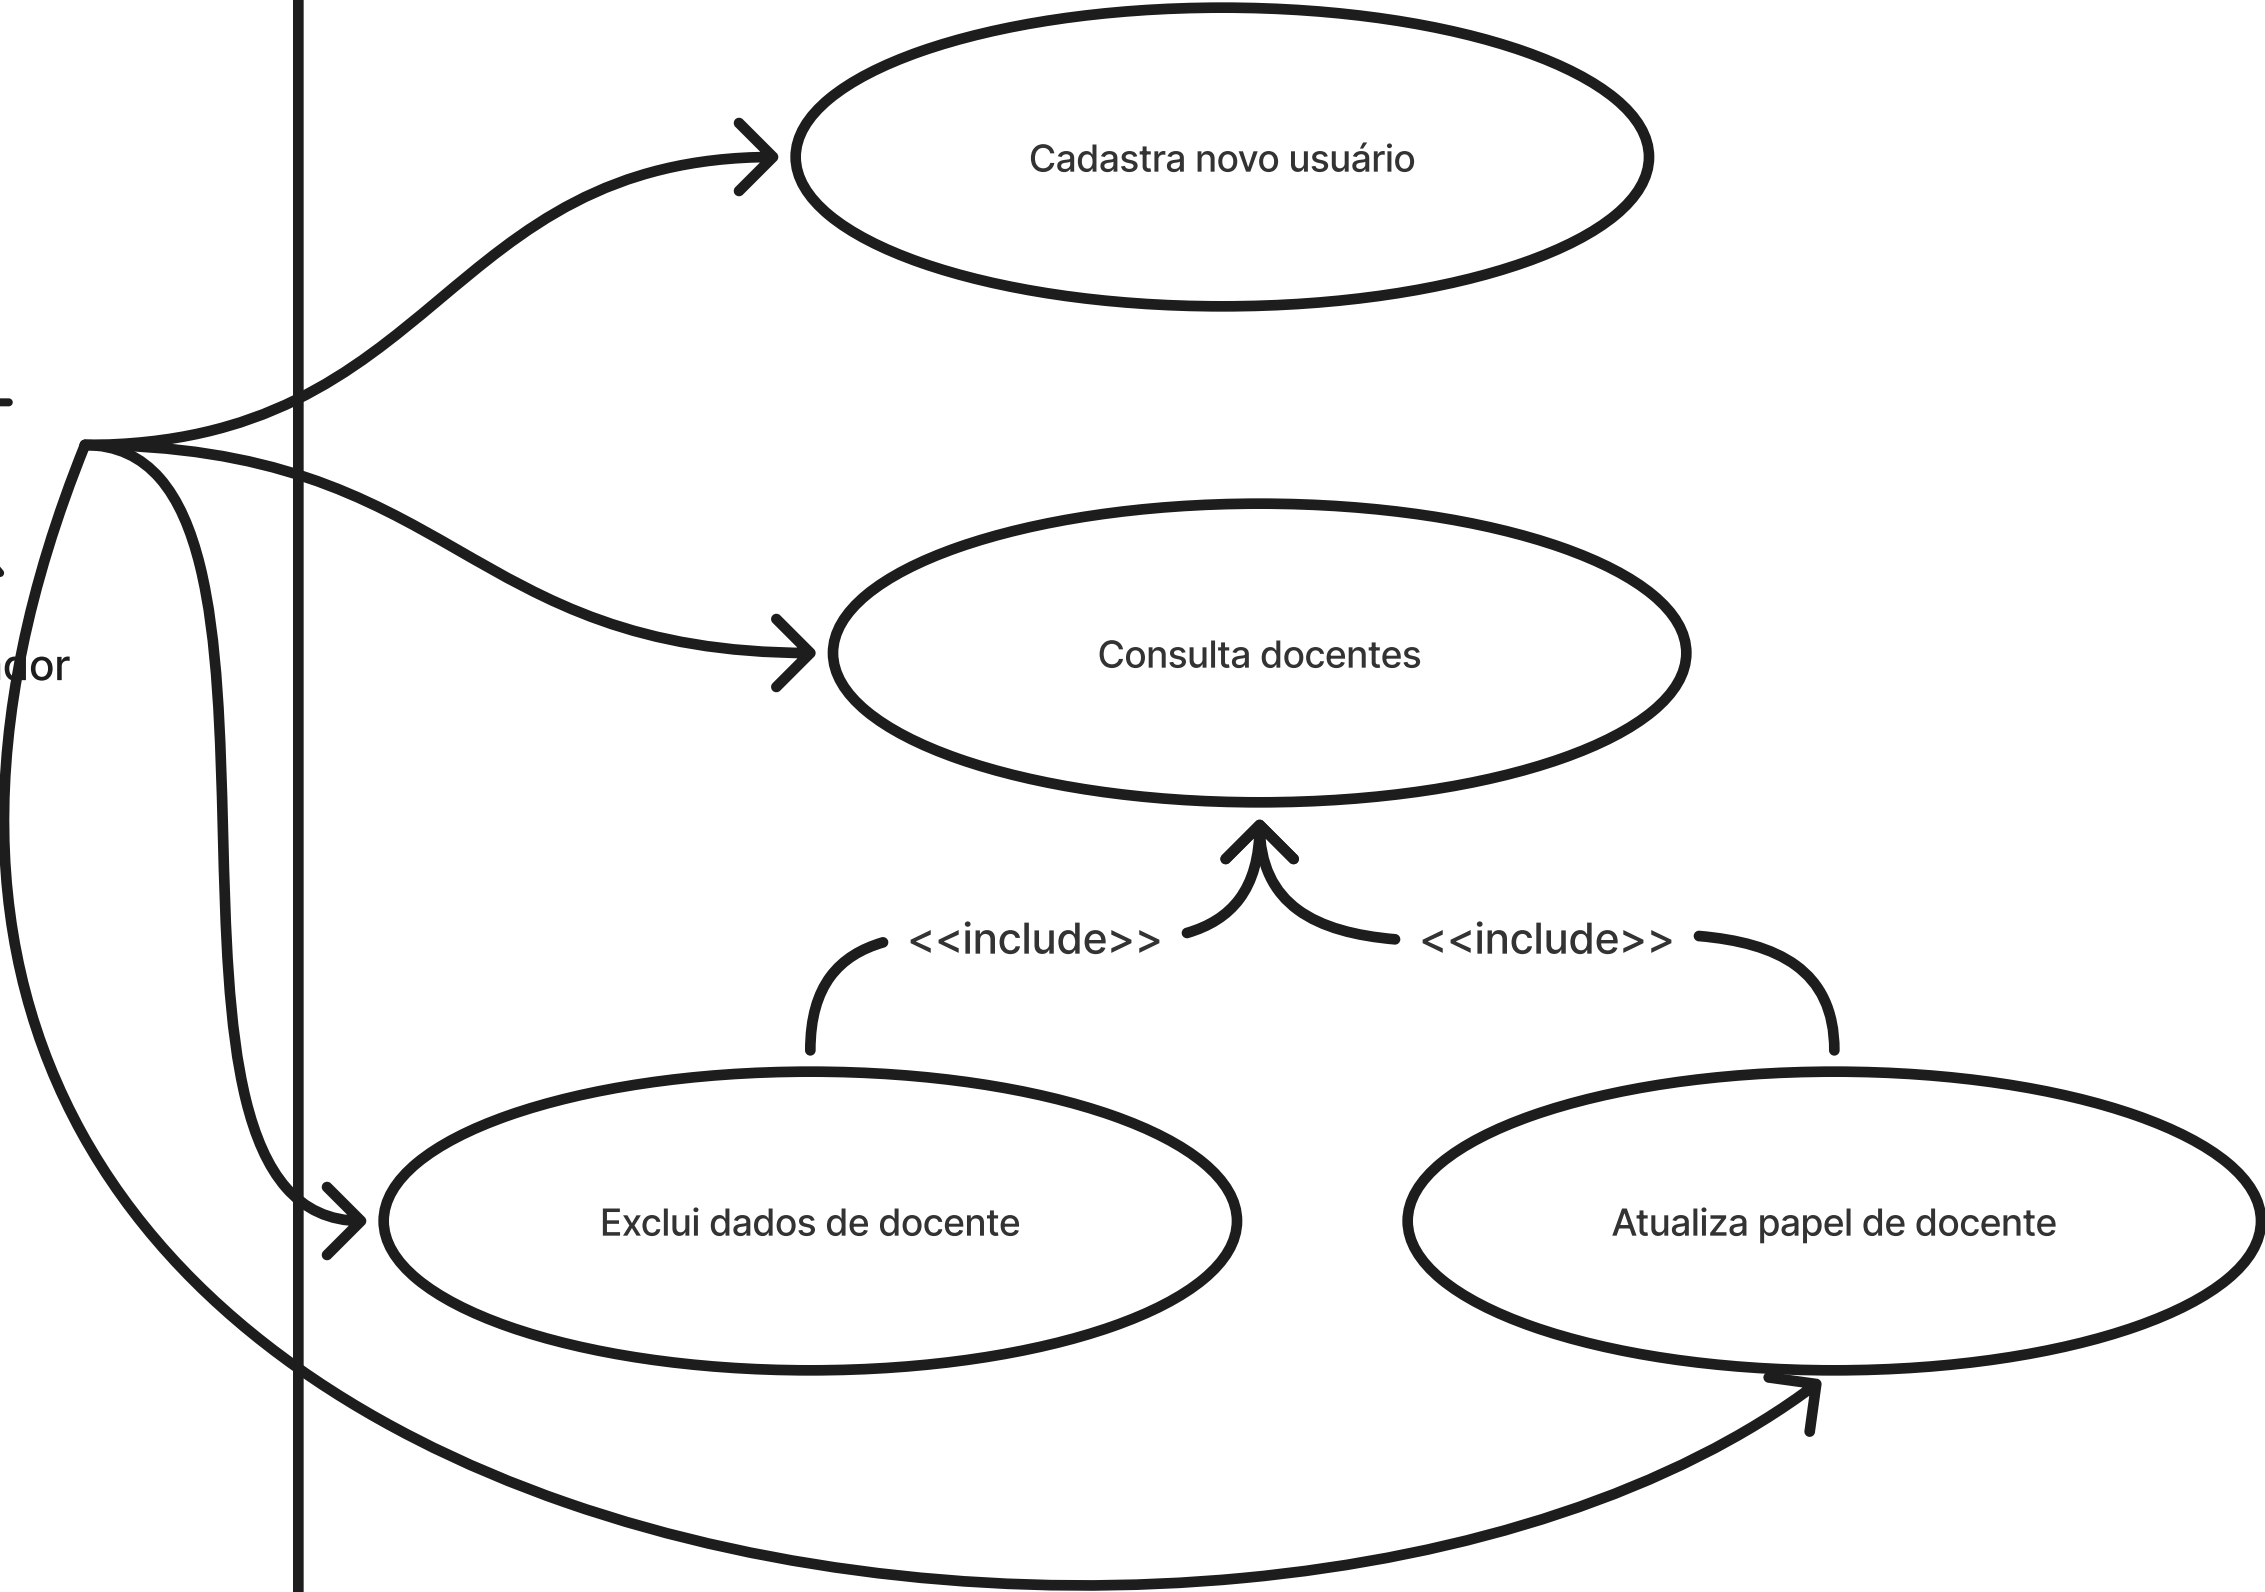 Cadastra novo usuário
Consulta docentes
<<include>>
<<include>>
Exclui dados de docente
Atualiza papel de docente